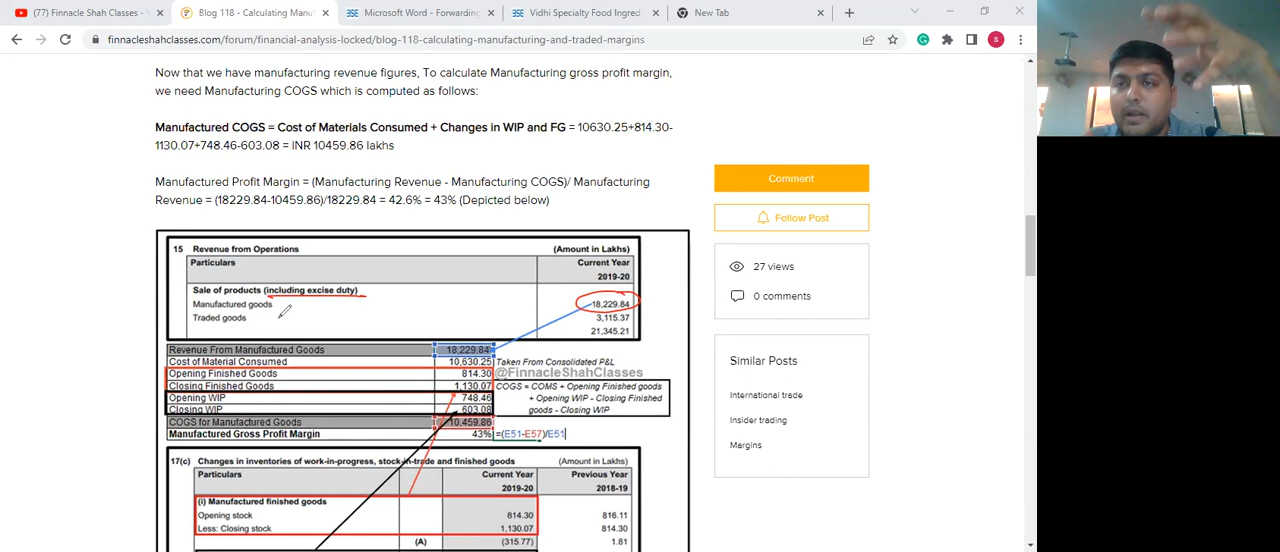 (77) Finnacle Shah Classes - Y
Blog 118 - Calculating Manu
Microsoft Word - Forwarding
Vidhi Specialty Food Ingred
New Tab
finnacleshahclasses.com/forum/financial-analysis-locked/blog-118-calculating-manufacturing-and-traded-margins
s
Now that we have manufacturing revenue figures, To calculate Manufacturing gross profit margin,
we need Manufacturing COGS which is computed as follows:
Manufactured COGS = Cost of Materials Consumed + Changes in WIP and FG = 10630.25+814.30-
1130.07+748.46-603.08 = INR 10459.86 lakhs
Manufactured Profit Margin = (Manufacturing Revenue - Manufacturing COGS)/ Manufacturing
Revenue = (18229.84-10459.86)/18229.84 = 42.6% = 43% (Depicted below)
15 Revenue from Operations (Amount in Lakhs)
Particulars Current Year
2019-20
Sale of products (including excise duty)
Manufactured goods 18,229.84
Traded goods 3,115.37
21,345.21
Revenue From Manufactured Goods 18,229.84
Cost of Material Consumed 10,630.25 Taken From Consolidated P&L
Opening Finished Goods 814.30 @FinnacleShahClasses
Closing Finished Goods 1,130.07 COGS = COMS + Opening Finished goods
Opening WIP 748.46 + Opening WIP - Closing Finished
Closing WIP 603.08 goods - Closing WIP
COGS for Manufactured Goods 10,459.86
Manufactured Gross Profit Margin 43% =(E51-E57)/E51
17(c) Changes in inventories of work-in-progress, stock-in-trade and finished goods (Amount in Lakhs)
Particulars Current Year Previous Year
2019-20 2018-19
(i) Manufactured finished goods
Opening stock 814.30 816.11
Less: Closing stock 1,130.07 814.30
(A) (315.77) 1.81
Comment
Follow Post
27 views
0 comments
Similar Posts
International trade
Insider trading
Margins